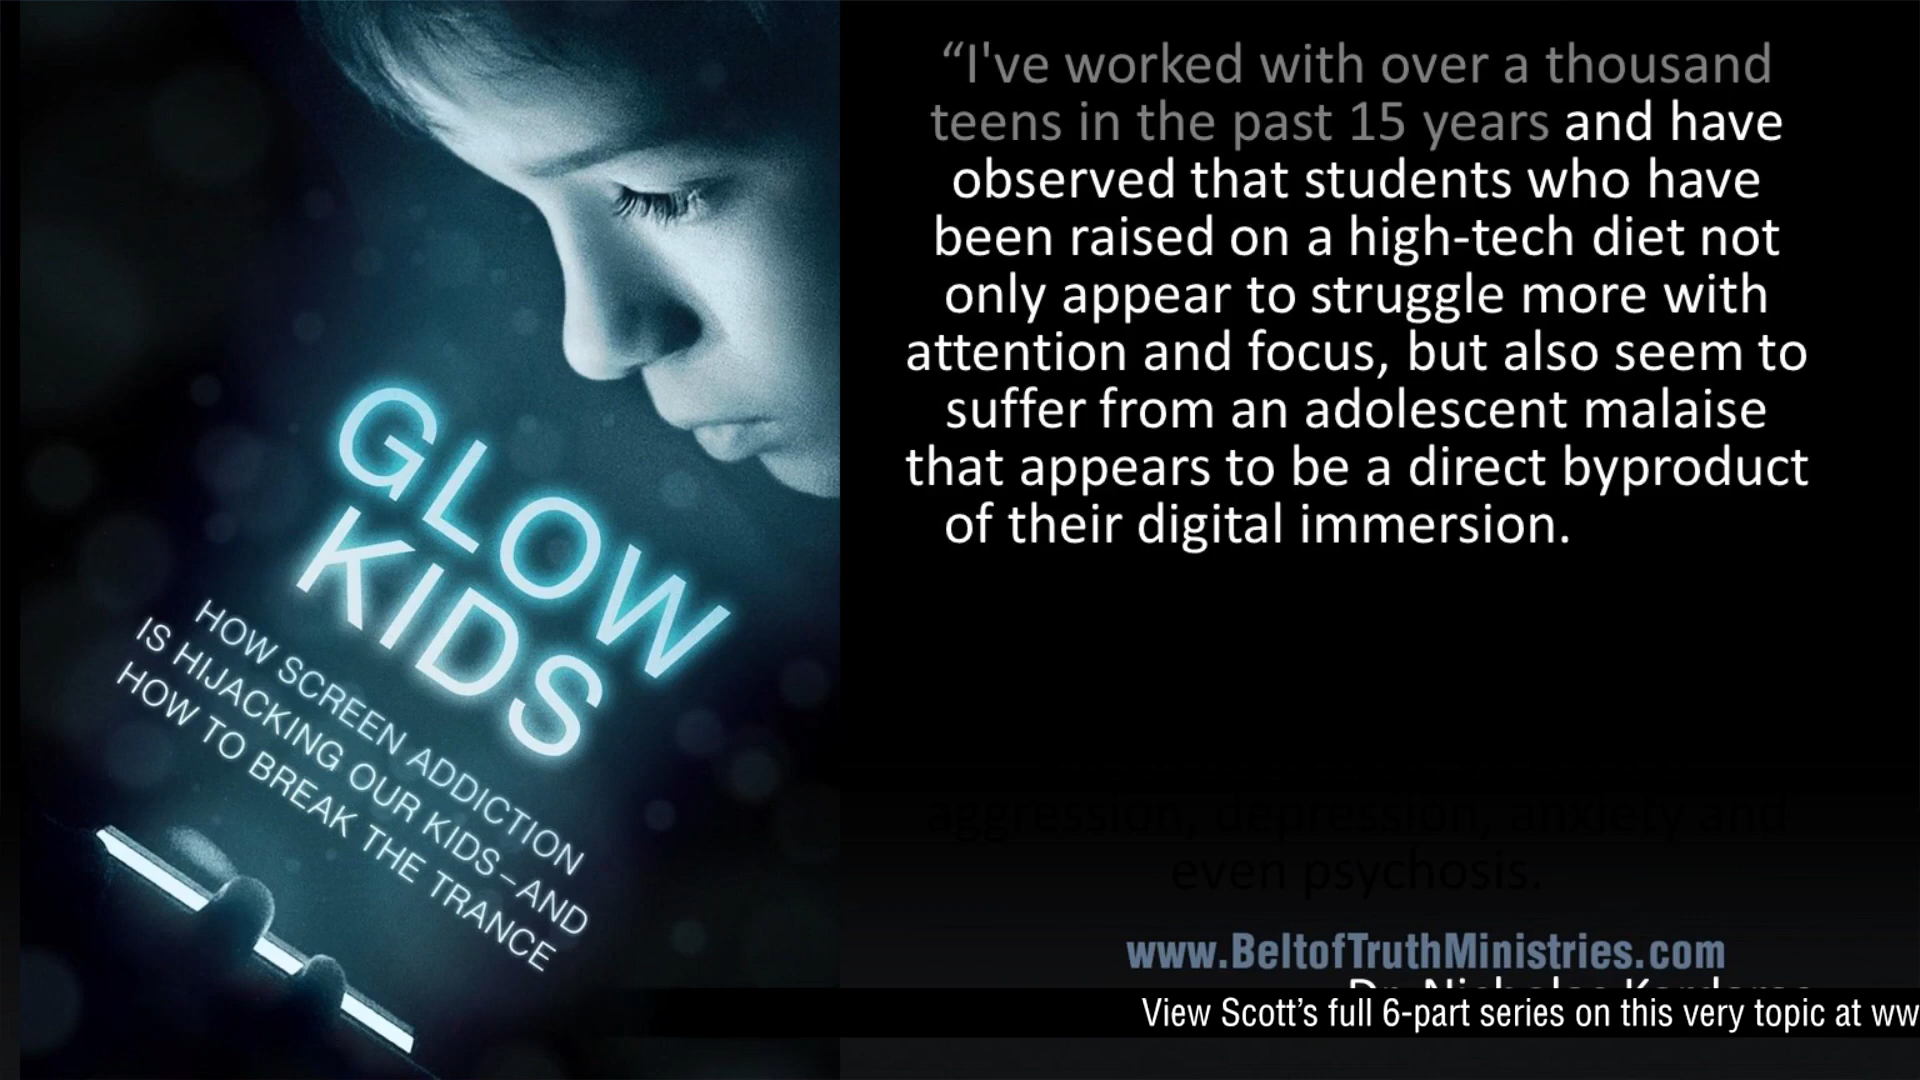 “I've worked with over a thousand
teens in the past 15 years and have
observed that students who have
been raised on a high-tech diet not
only appear to struggle more with
attention and focus, but also seem to
suffer from an adolescent malaise
that appears to be a direct byproduct
of their digital immersion.
aggression, depression, anxiety and
even psychosis.
GLOW
KIDS
HOW SCREEN ADDICTION
IS HIJACKING OUR KIDS–AND
HOW TO BREAK THE TRANCE
www.BeltofTruthMinistries.com
View Scott’s full 6-part series on this very topic at ww